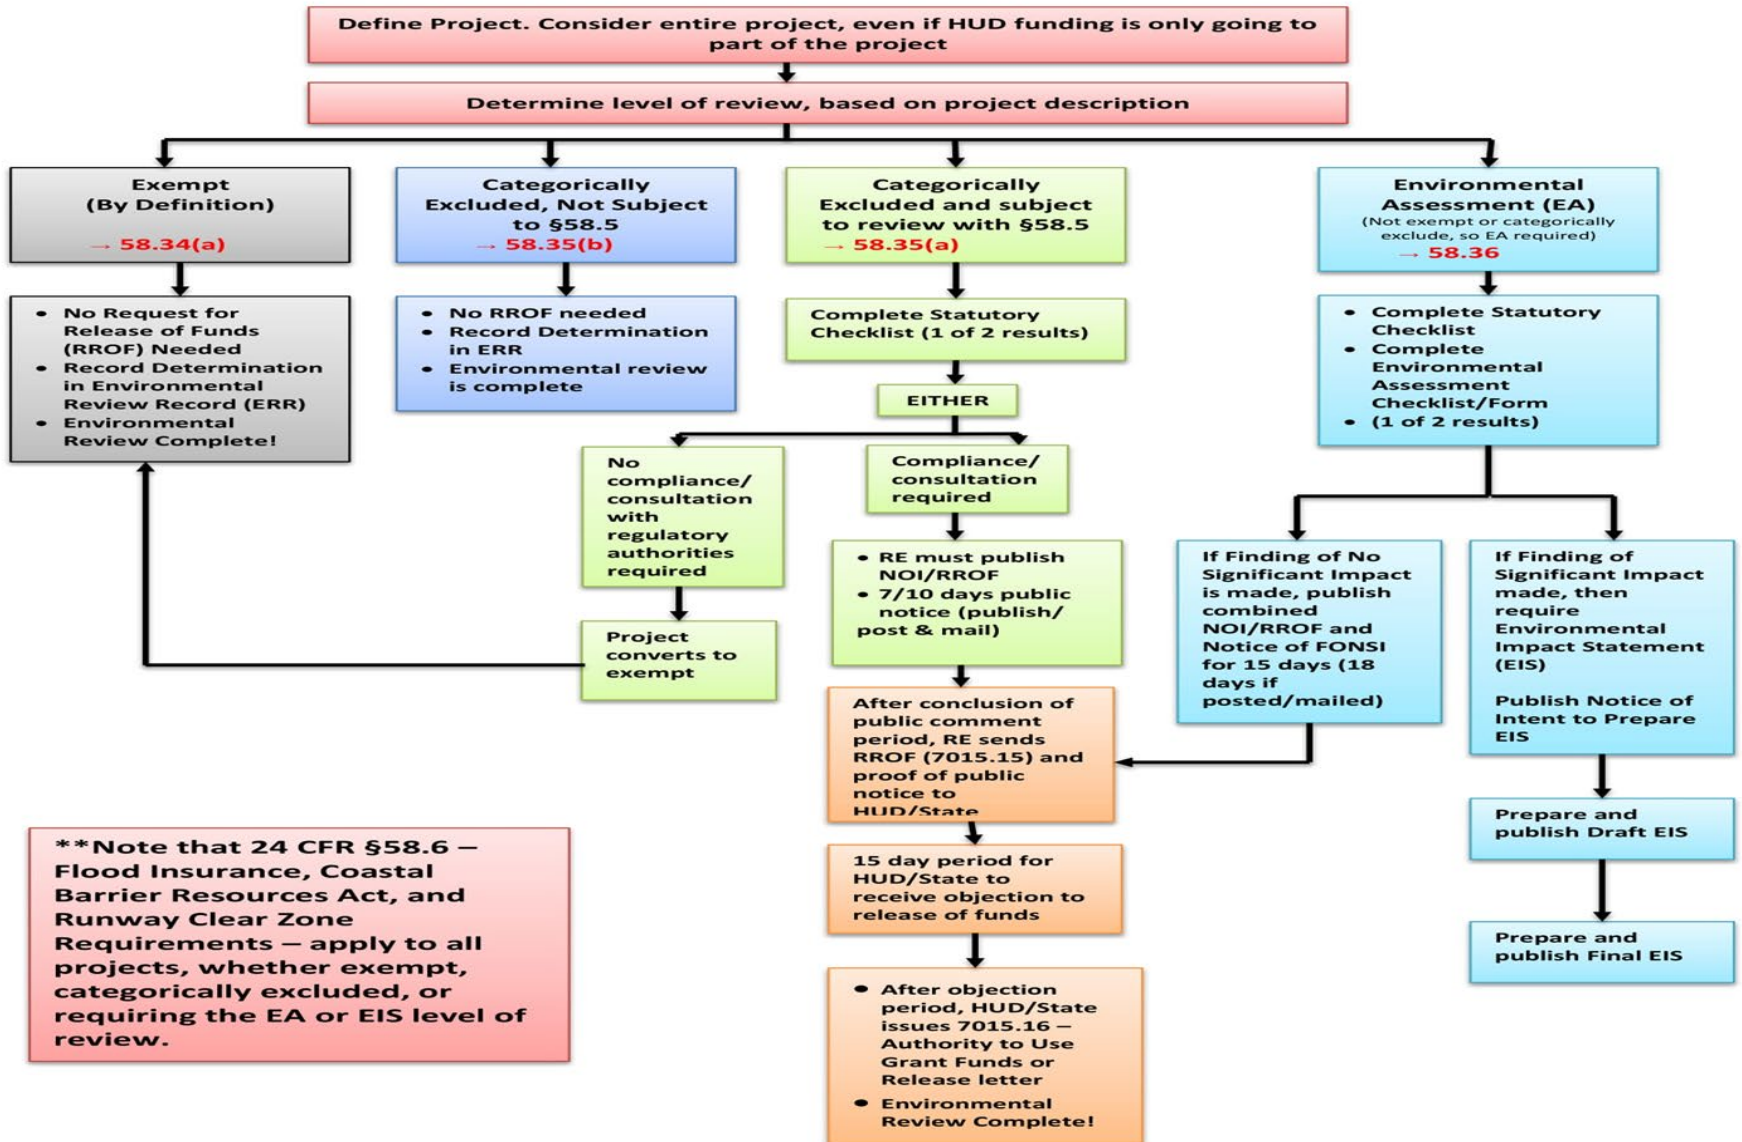 Define Project. Consider entire project, even if HUD funding is only going to
part of the project
Determine level of review, based on project description
Exempt
(By Definition)
→ 58.34(a)
Categorically
Excluded, Not Subject
to §58.5
→ 58.35(b)
Categorically
Excluded and subject
to review with §58.5
→ 58.35(a)
Environmental
Assessment (EA)
(Not exempt or categorically
exclude, so EA required)
→ 58.36
• No Request for
Release of Funds
(RROF) Needed
• Record Determination
in Environmental
Review Record (ERR)
• Environmental
Review Complete!
• No RROF needed
• Record Determination
in ERR
• Environmental review
is complete
Complete Statutory
Checklist (1 of 2 results)
• Complete Statutory
Checklist
• Complete
Environmental
Assessment
Checklist/Form
• (1 of 2 results)
EITHER
No
compliance/
consultation
with
regulatory
authorities
required
Compliance/
consultation
required
Project
converts to
exempt
• RE must publish
NOI/RROF
• 7/10 days public
notice (publish/
post & mail)
If Finding of No
Significant Impact
is made, publish
combined
NOI/RROF and
Notice of FONSI
for 15 days (18
days if
posted/mailed)
If Finding of
Significant Impact
made, then
require
Environmental
Impact Statement
(EIS)
Publish Notice of
Intent to Prepare
EIS
After conclusion of
public comment
period, RE sends
RROF (7015.15) and
proof of public
notice to
HUD/State
Prepare and
publish Draft EIS
15 day period for
HUD/State to
receive objection to
release of funds
Prepare and
publish Final EIS
• After objection
period, HUD/State
issues 7015.16 –
Authority to Use
Grant Funds or
Release letter
• Environmental
Review Complete!
**Note that 24 CFR §58.6 –
Flood Insurance, Coastal
Barrier Resources Act, and
Runway Clear Zone
Requirements – apply to all
projects, whether exempt,
categorically excluded, or
requiring the EA or EIS level of
review.